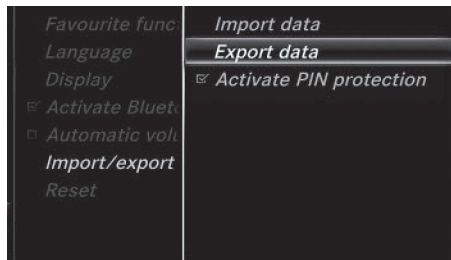 Favourite func
Language
Display
Activate Bluet
Automatic volu
Import/export
Reset
Import data
Export data
Activate PIN protection